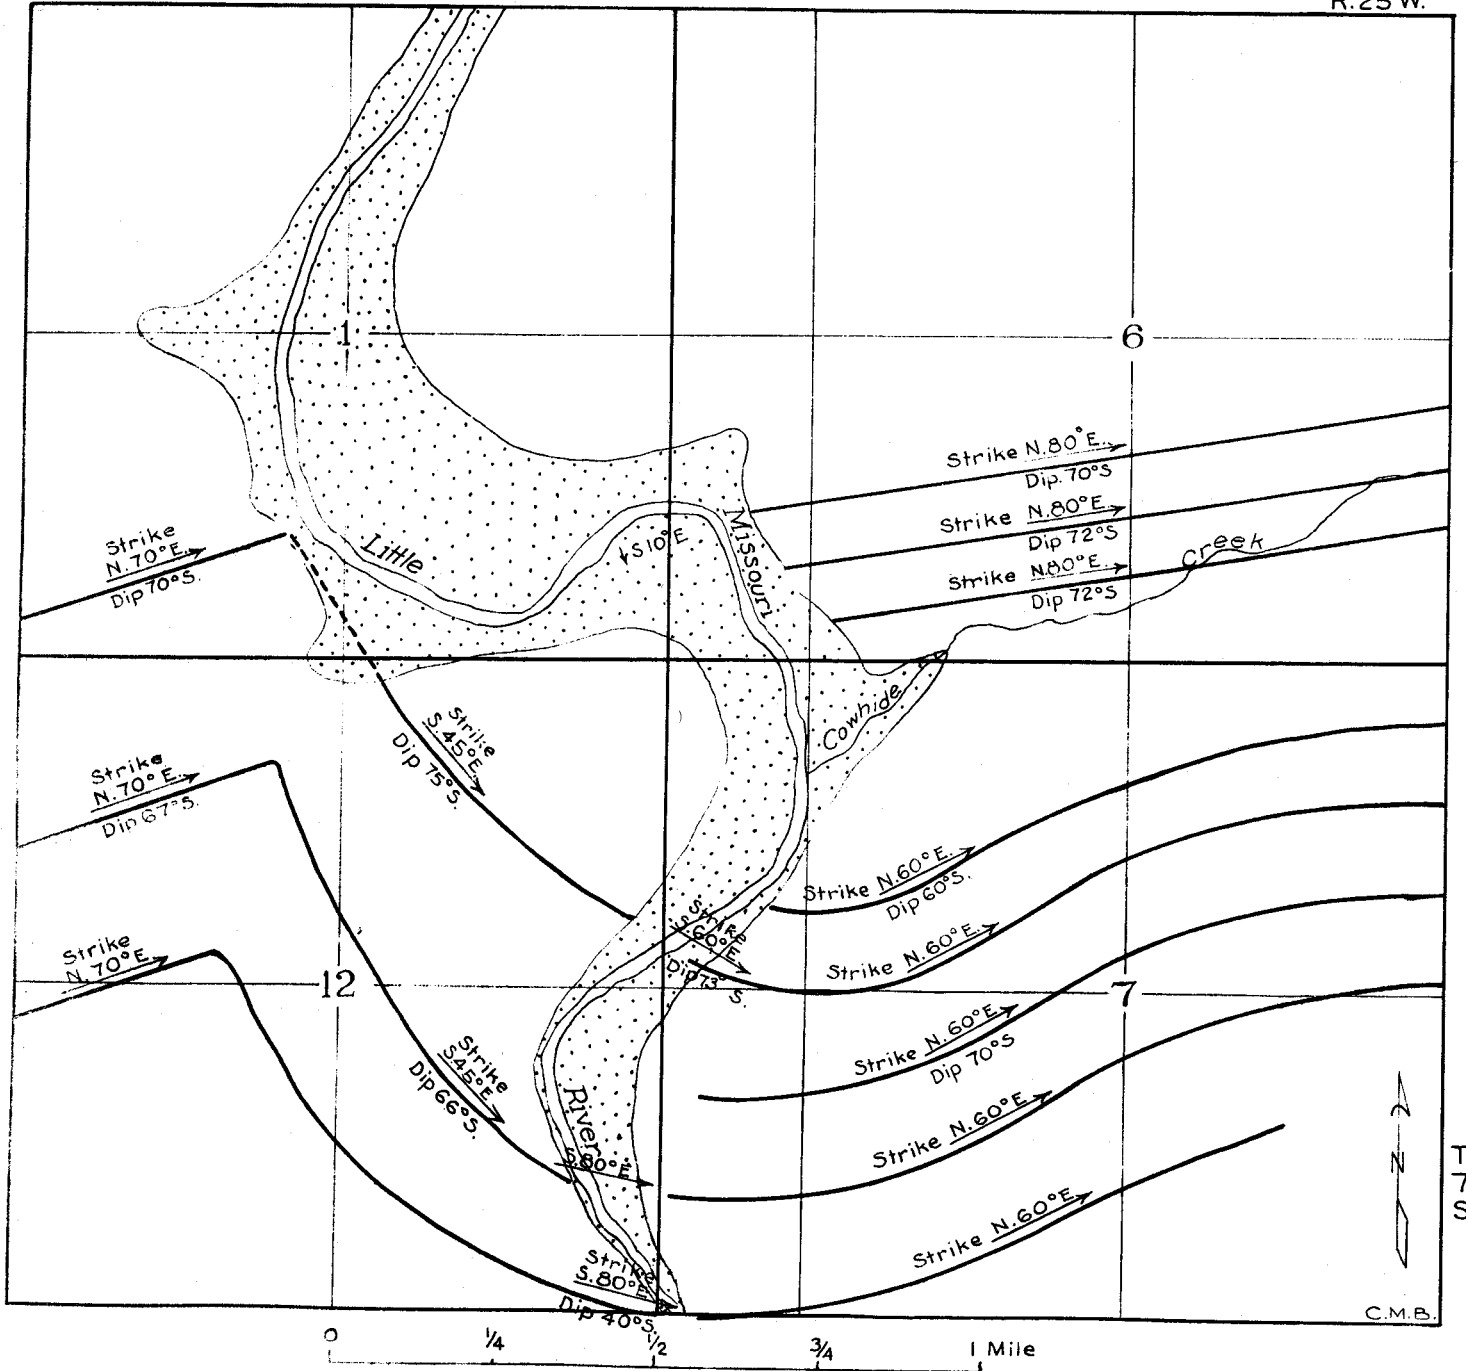 R. 25 W.
1
6
Strike N. 80° E.
Dip. 70° S
Strike N. 80° E.
Dip 72° S
Strike N. 80° E
Dip 72° S
Creek
Missouri
Little
S 10° E
Strike
N. 70° E.
Dip 70° S.
Cowhide
Strike
S. 45° E.
Dip 75° S.
Strike
N. 70° E.
Dip 67° S.
Strike N. 60° E.
Dip 60° S.
Strike
S. 60° E
Dip 73° S.
Strike N. 60° E.
Strike
N. 70° E.
12
7
Strike N. 60° E.
Dip 70° S
Strike
S. 45° E
Dip 66° S.
River
S. 80° E
Strike N. 60° E.
Strike N. 60° E.
N
T
7
S
Strike
S. 80° E
Dip 40° S.
C.M.B.
0 1/4 1/2 3/4 1 Mile